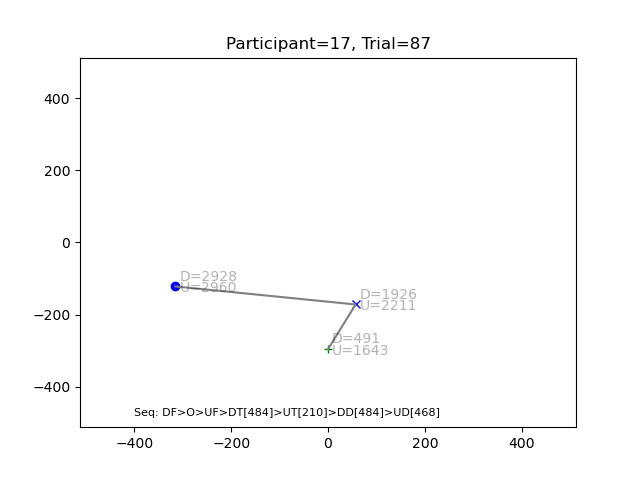 Participant=17, Trial=87
400
200
0
−200
−400
D=2928
U=2960
D=1926
U=2211
D=491
U=1643
Seq: DF>O>UF>DT[484]>UT[210]>DD[484]>UD[468]
−400
−200
0
200
400